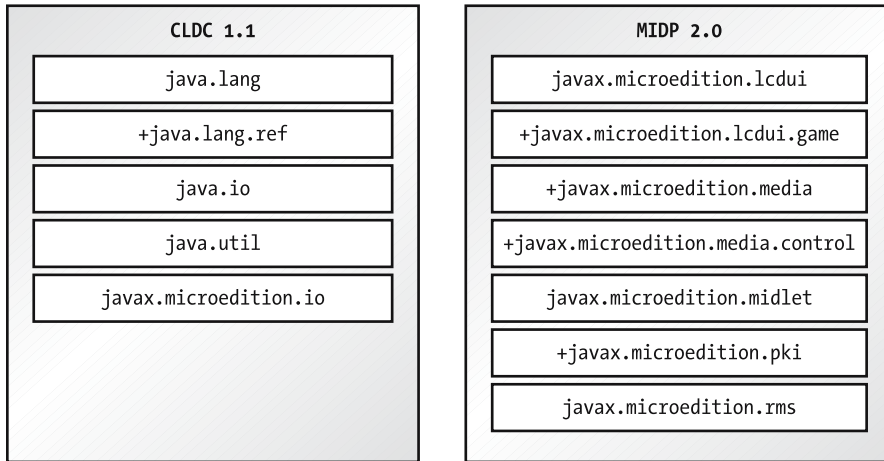 CLDC 1.1
java.lang
+java.lang.ref
java.io
java.util
javax.microedition.io
MIDP 2.0
javax.microedition.lcdui
+javax.microedition.lcdui.game
+javax.microedition.media
+javax.microedition.media.control
javax.microedition.midlet
+javax.microedition.pki
javax.microedition.rms